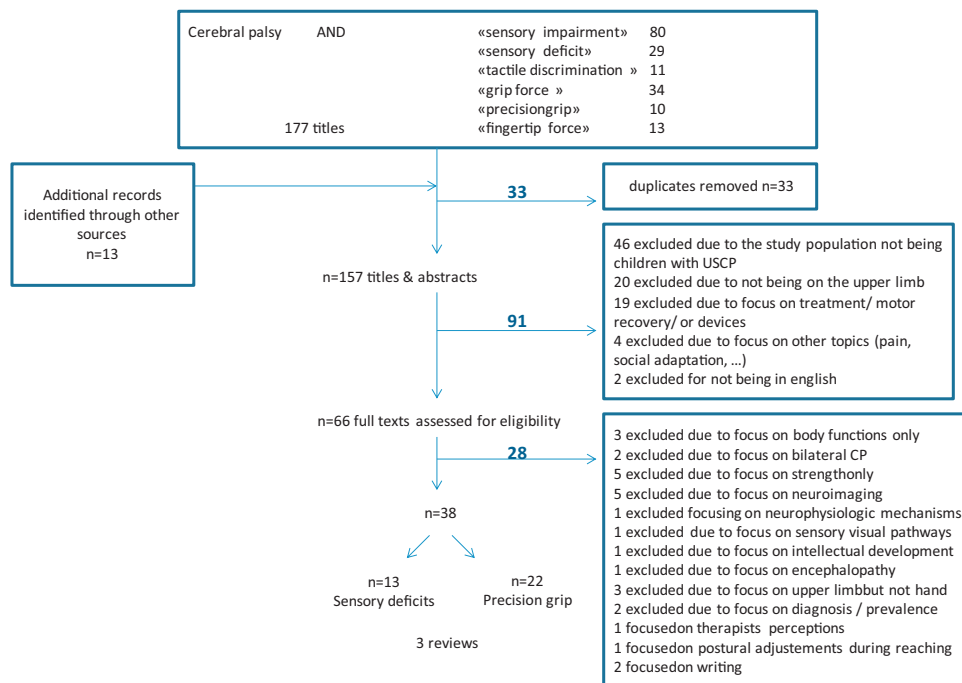 Cerebral palsy AND «sensory impairment» 80
«sensory deficit» 29
«tactile discrimination » 11
«grip force » 34
«precisiongrip» 10
177 titles «fingertip force» 13
Additional records
identified through other
sources
n=13
33
duplicates removed n=33
n=157 titles & abstracts
46 excluded due to the study population not being
children with USCP
20 excluded due to not being on the upper limb
19 excluded due to focus on treatment/ motor
recovery/ or devices
4 excluded due to focus on other topics (pain,
social adaptation, ...)
2 excluded for not being in english
91
n=66 full texts assessed for eligibility
28
3 excluded due to focus on body functions only
2 excluded due to focus on bilateral CP
5 excluded due to focus on strengthonly
5 excluded due to focus on neuroimaging
1 excluded focusing on neurophysiologic mechanisms
1 excluded due to focus on sensory visual pathways
1 excluded due to focus on intellectual development
1 excluded due to focus on encephalopathy
3 excluded due to focus on upper limbbut not hand
2 excluded due to focus on diagnosis / prevalence
1 focusedon therapists perceptions
1 focusedon postural adjustements during reaching
2 focusedon writing
n=38
n=13
Sensory deficits
n=22
Precision grip
3 reviews